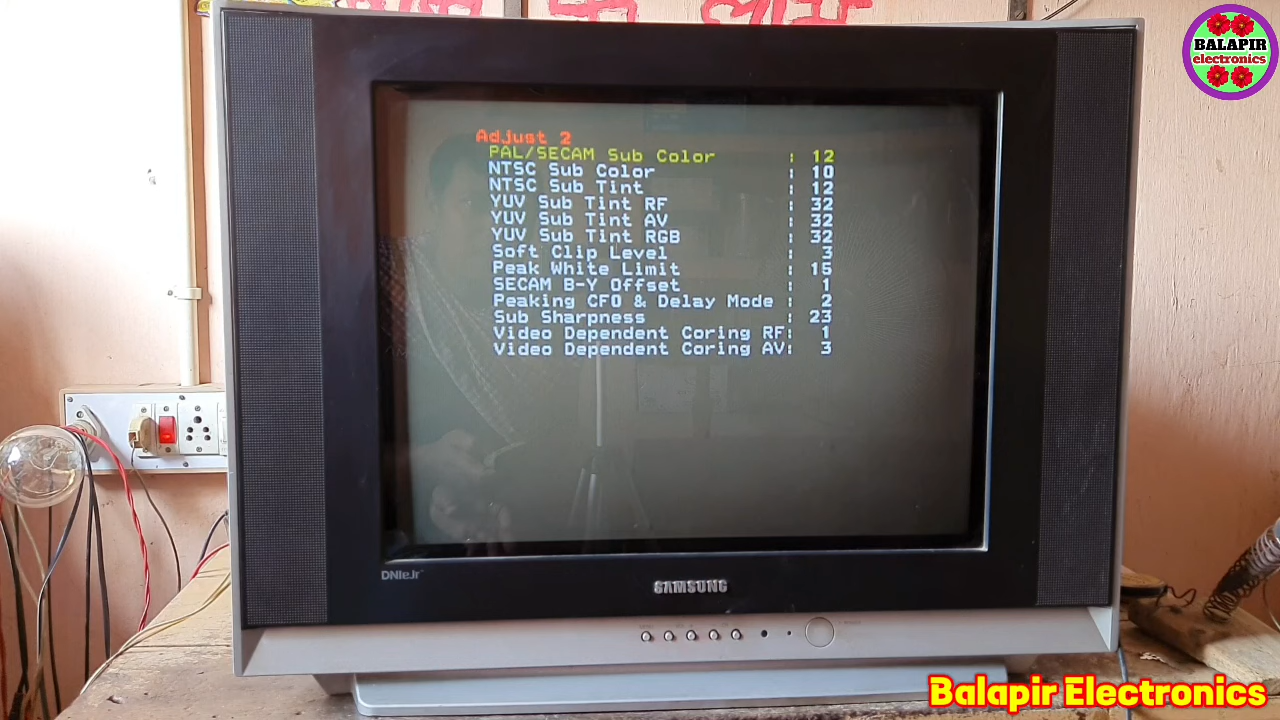 BALAPIR
electronics
Adjust 2
PAL/SECAM Sub Color : 12
NTSC Sub Color : 10
NTSC Sub Tint : 12
YUV Sub Tint RF : 32
YUV Sub Tint AV : 32
YUV Sub Tint RGB : 32
Soft Clip Level : 3
Peak White Limit : 15
SECAM B-Y Offset : 1
Peaking CFO & Delay Mode : 2
Sub Sharpness : 23
Video Dependent Coring RF: 1
Video Dependent Coring AV: 3
DNIe Jr™
SAMSUNG
Balapir Electronics